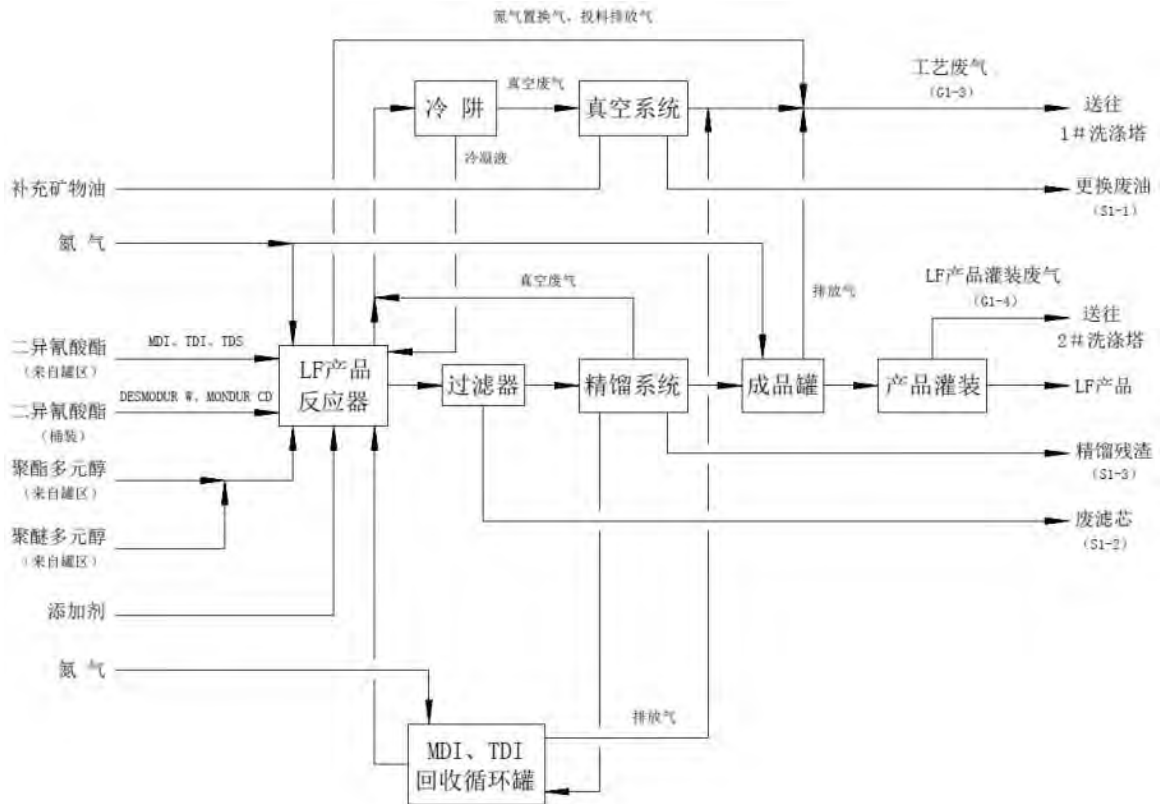 氮气置换气、投料排放气
工艺废气
(G1-3)
真空废气
冷 阱
真空系统
送往
1#洗涤塔
冷凝液
补充矿物油
更换废油
(S1-1)
氮 气
LF产品灌装废气
(G1-4)
真空废气
排放气
送往
2#洗涤塔
二异氰酸酯
(来自罐区)
MDI、TDI、TDS
LF产品
反应器
过滤器
精馏系统
成品罐
产品灌装
LF产品
二异氰酸酯
(桶装)
DESMODUR W、MONDUR CD
聚酯多元醇
(来自罐区)
精馏残渣
(S1-3)
聚醚多元醇
(来自罐区)
废滤芯
(S1-2)
添加剂
氮 气
排放气
MDI、TDI
回收循环罐